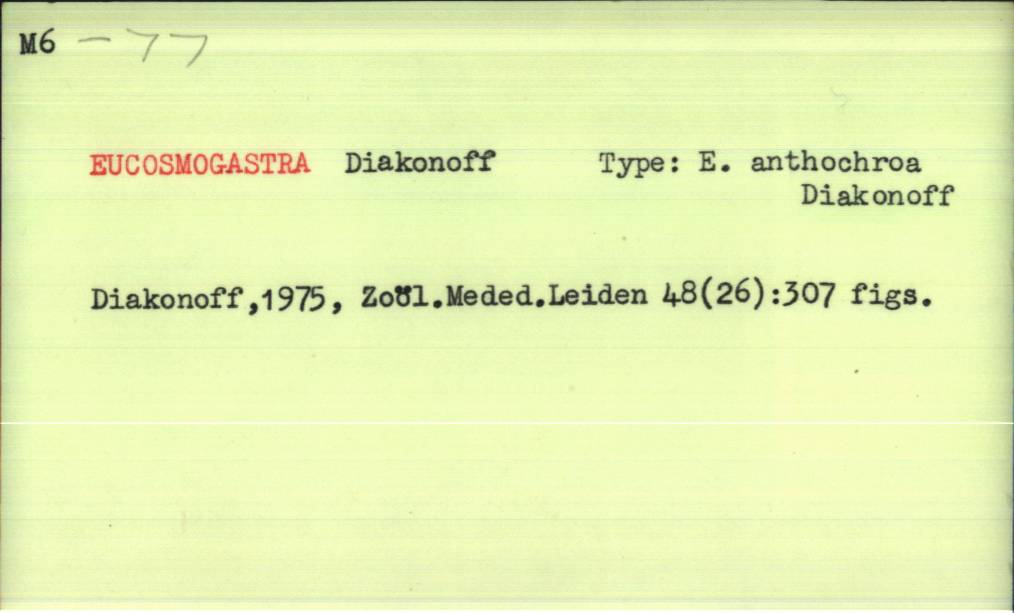 M6 - 77
EUCOSMOGASTRA Diakonoff Type: E. anthochroa
Diakonoff
Diakonoff,1975, Zoöl.Meded.Leiden 48(26):307 figs.